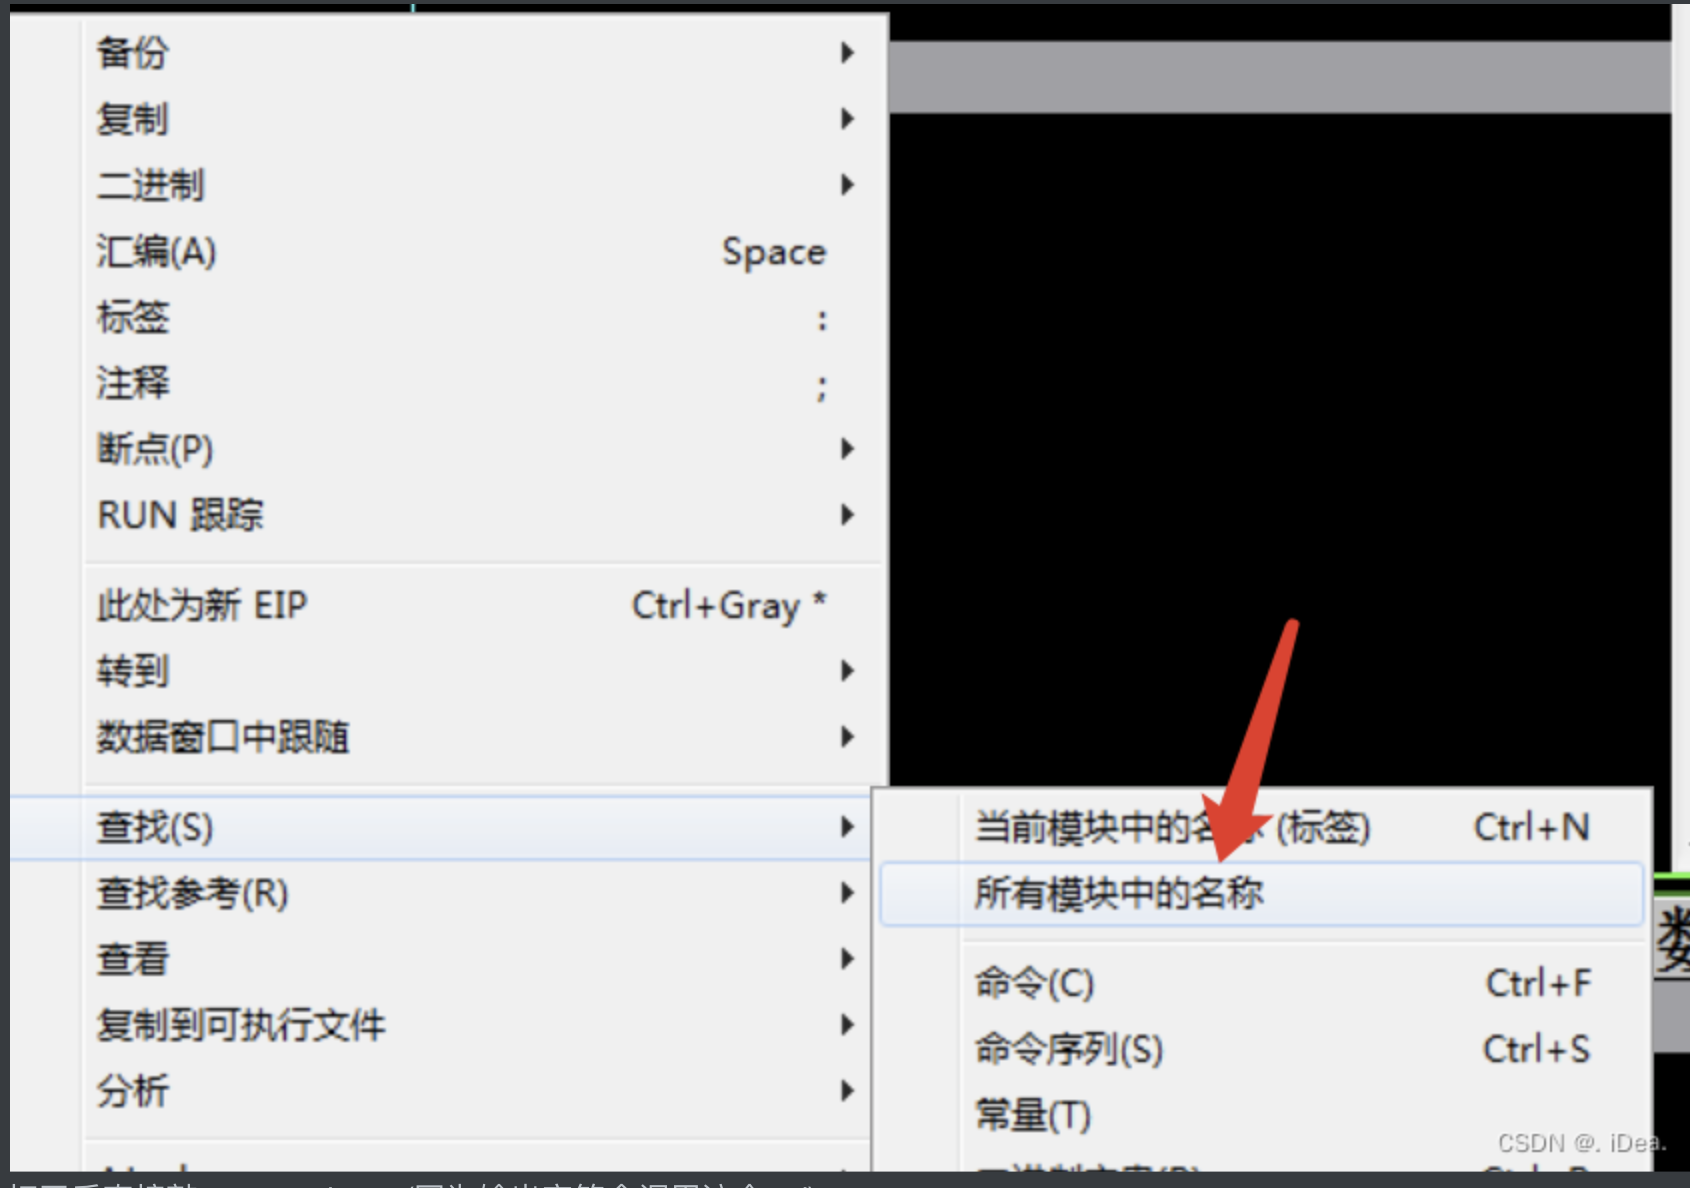 备份
复制
二进制
汇编(A) Space
标签 :
注释 ;
断点(P)
RUN 跟踪
此处为新 EIP Ctrl+Gray *
转到
数据窗口中跟随
查找(S)
当前模块中的名 (标签) Ctrl+N
所有模块中的名称
查找参考(R)
查看
复制到可执行文件
分析
命令(C) Ctrl+F
命令序列(S) Ctrl+S
常量(T)
数
CSDN @. iDea.